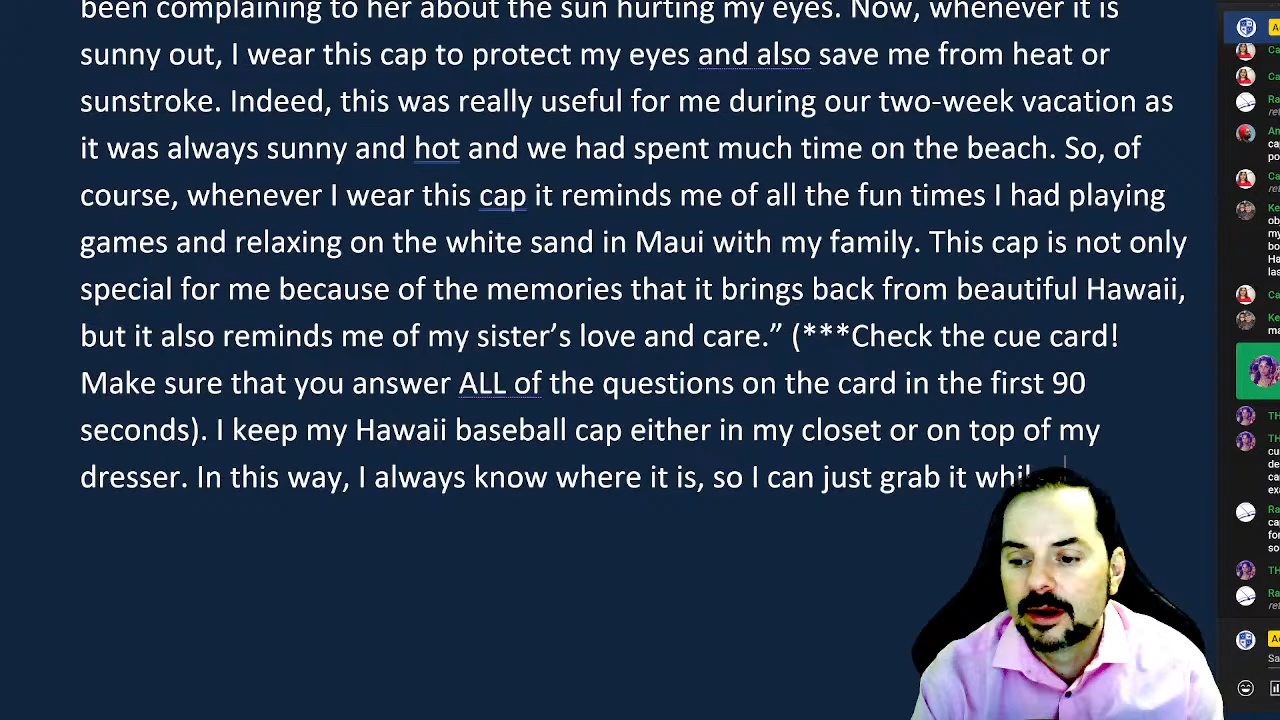 been complaining to her about the sun hurting my eyes. Now, whenever it is
sunny out, I wear this cap to protect my eyes and also save me from heat or
sunstroke. Indeed, this was really useful for me during our two-week vacation as
it was always sunny and hot and we had spent much time on the beach. So, of
course, whenever I wear this cap it reminds me of all the fun times I had playing
games and relaxing on the white sand in Maui with my family. This cap is not only
special for me because of the memories that it brings back from beautiful Hawaii,
but it also reminds me of my sister’s love and care.” (***Check the cue card!
Make sure that you answer ALL of the questions on the card in the first 90
seconds). I keep my Hawaii baseball cap either in my closet or on top of my
dresser. In this way, I always know where it is, so I can just grab it